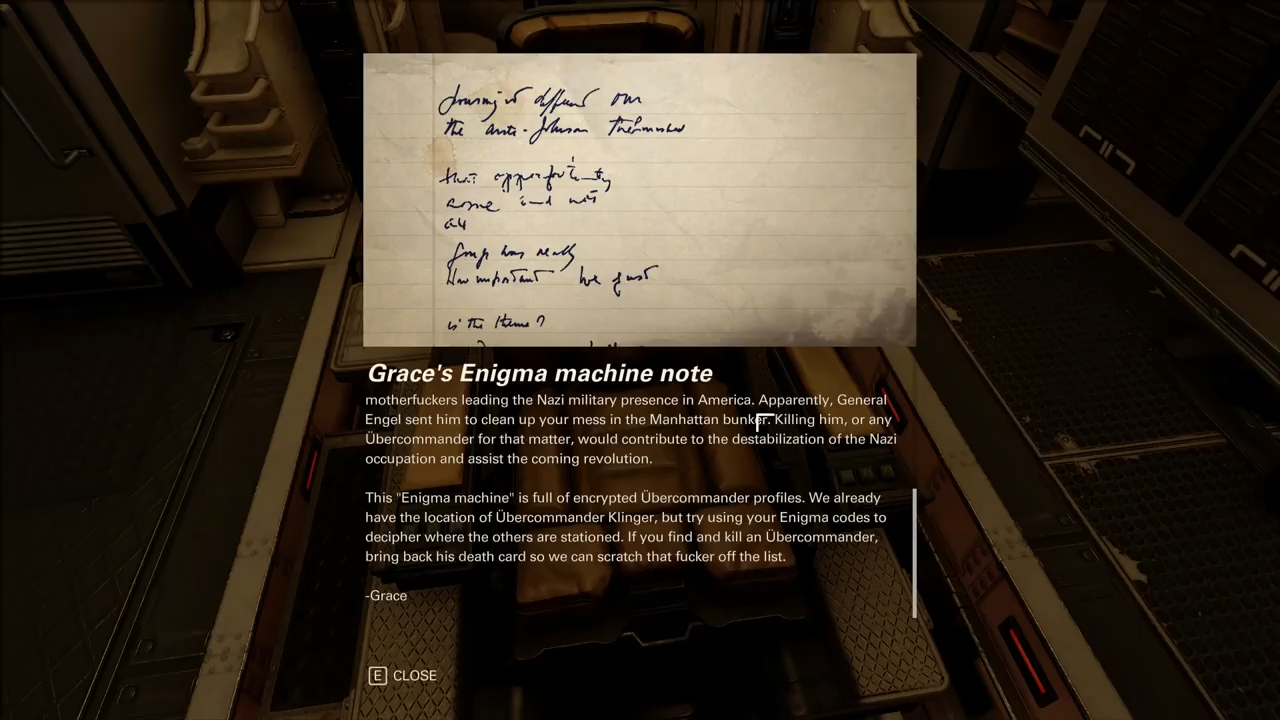 the
is the theme?
Grace's Enigma machine note
motherfuckers leading the Nazi military presence in America. Apparently, General
Engel sent him to clean up your mess in the Manhattan bunker. Killing him, or any
Übercommander for that matter, would contribute to the destabilization of the Nazi
occupation and assist the coming revolution.
This "Enigma machine" is full of encrypted Übercommander profiles. We already
have the location of Übercommander Klinger, but try using your Enigma codes to
decipher where the others are stationed. If you find and kill an Übercommander,
bring back his death card so we can scratch that fucker off the list.
-Grace
E CLOSE